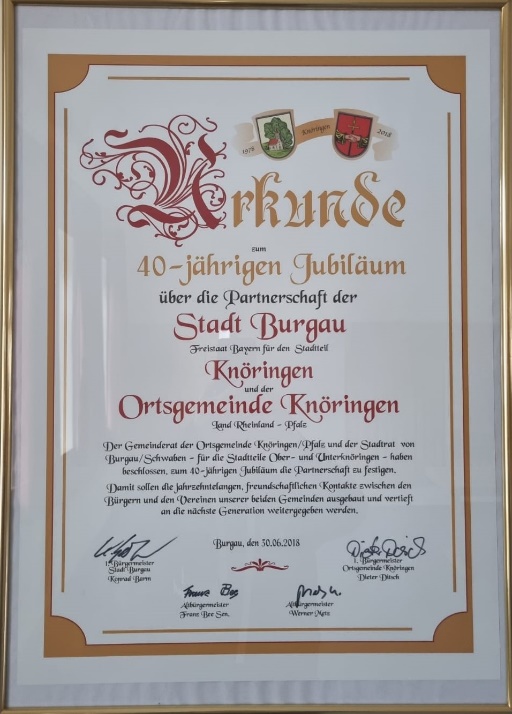 1978 Knöringen 2018
Urkunde
zum
40-jährigen Jubiläum
über die Partnerschaft der
Stadt Burgau
Freistaat Bayern für den Stadtteil
Knöringen
und der
Ortsgemeinde Knöringen
Land Rheinland - Pfalz
Der Gemeinderat der Ortsgemeinde Knöringen/Pfalz und der Stadtrat von
Burgau/Schwaben - für die Stadtteile Ober- und Unterknöringen - haben
beschlossen, zum 40-jährigen Jubiläum die Partnerschaft zu festigen.
Damit sollen die jahrzehntelangen, freundschaftlichen Kontakte zwischen den
Bürgern und den Vereinen unserer beiden Gemeinden ausgebaut und vertieft
an die nächste Generation weitergegeben werden.
Burgau, den 30.06.2018
1. Bürgermeister
Stadt Burgau
Konrad Barm
1. Bürgermeister
Ortsgemeinde Knöringen
Dieter Ditsch
Altbürgermeister
Franz Bee Sen.
Altbürgermeister
Werner Metz